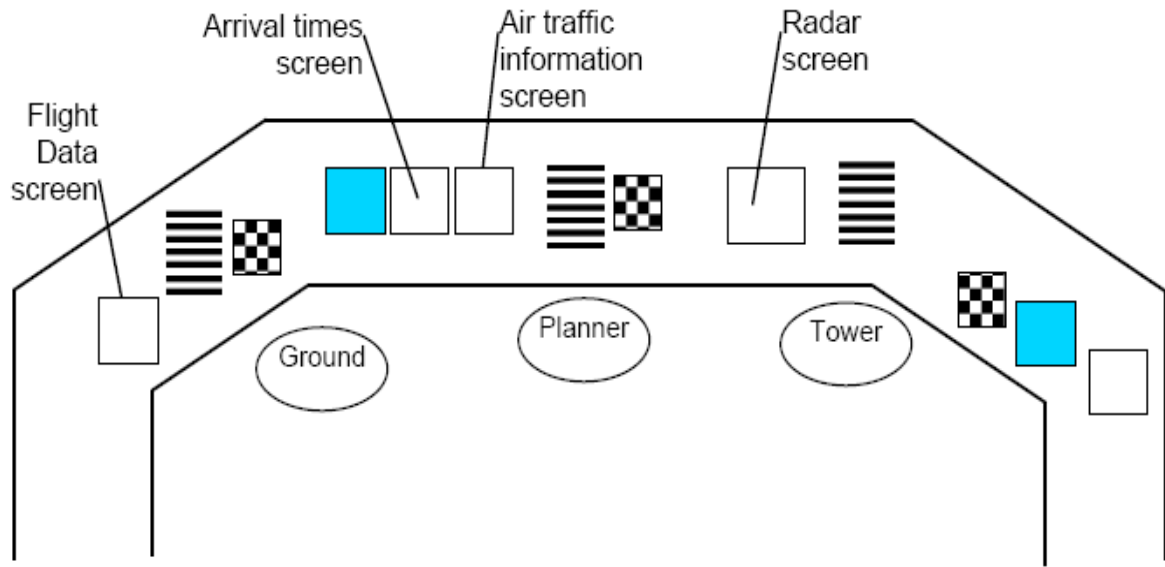 Arrival times
screen
Air traffic
information
screen
Radar
screen
Flight
Data
screen
Ground
Planner
Tower